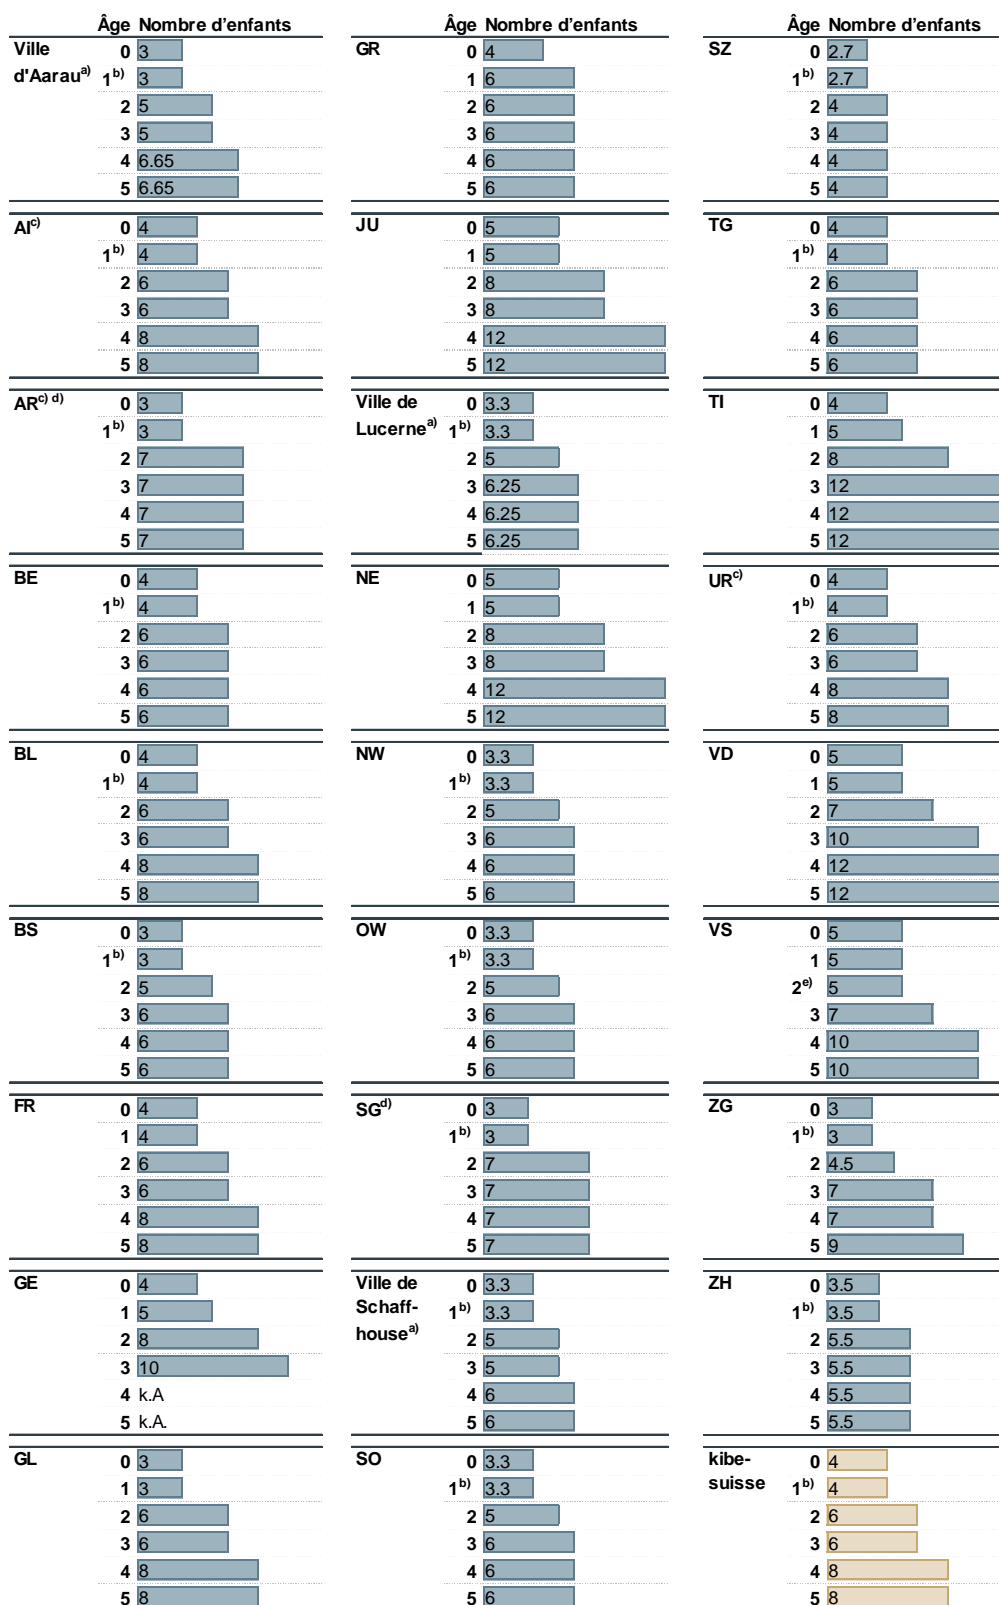 Âge Nombre d'enfants
Ville 0 3
d'Aarau a) 1 b) 3
2 5
3 5
4 6.65
5 6.65
AI c) 0 4
1 b) 4
2 6
3 6
4 8
5 8
AR c) d) 0 3
1 b) 3
2 7
3 7
4 7
5 7
BE 0 4
1 b) 4
2 6
3 6
4 6
5 6
BL 0 4
1 b) 4
2 6
3 6
4 8
5 8
BS 0 3
1 b) 3
2 5
3 6
4 6
5 6
FR 0 4
1 4
2 6
3 6
4 8
5 8
GE 0 4
1 5
2 8
3 10
4 k.A
5 k.A.
GL 0 3
1 3
2 6
3 6
4 8
5 8
Âge Nombre d'enfants
GR 0 4
1 6
2 6
3 6
4 6
5 6
JU 0 5
1 5
2 8
3 8
4 12
5 12
Ville de 0 3.3
Lucerne a) 1 b) 3.3
2 5
3 6.25
4 6.25
5 6.25
NE 0 5
1 5
2 8
3 8
4 12
5 12
NW 0 3.3
1 b) 3.3
2 5
3 6
4 6
5 6
OW 0 3.3
1 b) 3.3
2 5
3 6
4 6
5 6
SG d) 0 3
1 b) 3
2 7
3 7
4 7
5 7
Ville de 0 3.3
Schaff- 1 b) 3.3
house a) 2 5
3 5
4 6
5 6
SO 0 3.3
1 b) 3.3
2 5
3 6
4 6
5 6
Âge Nombre d'enfants
SZ 0 2.7
1 b) 2.7
2 4
3 4
4 4
5 4
TG 0 4
1 b) 4
2 6
3 6
4 6
5 6
TI 0 4
1 5
2 8
3 12
4 12
5 12
UR c) 0 4
1 b) 4
2 6
3 6
4 8
5 8
VD 0 5
1 5
2 7
3 10
4 12
5 12
VS 0 5
1 5
2 e) 5
3 7
4 10
5 10
ZG 0 3
1 b) 3
2 4.5
3 7
4 7
5 9
ZH 0 3.5
1 b) 3.5
2 5.5
3 5.5
4 5.5
5 5.5
kibe- 0 4
suisse 1 b) 4
2 6
3 6
4 8
5 8